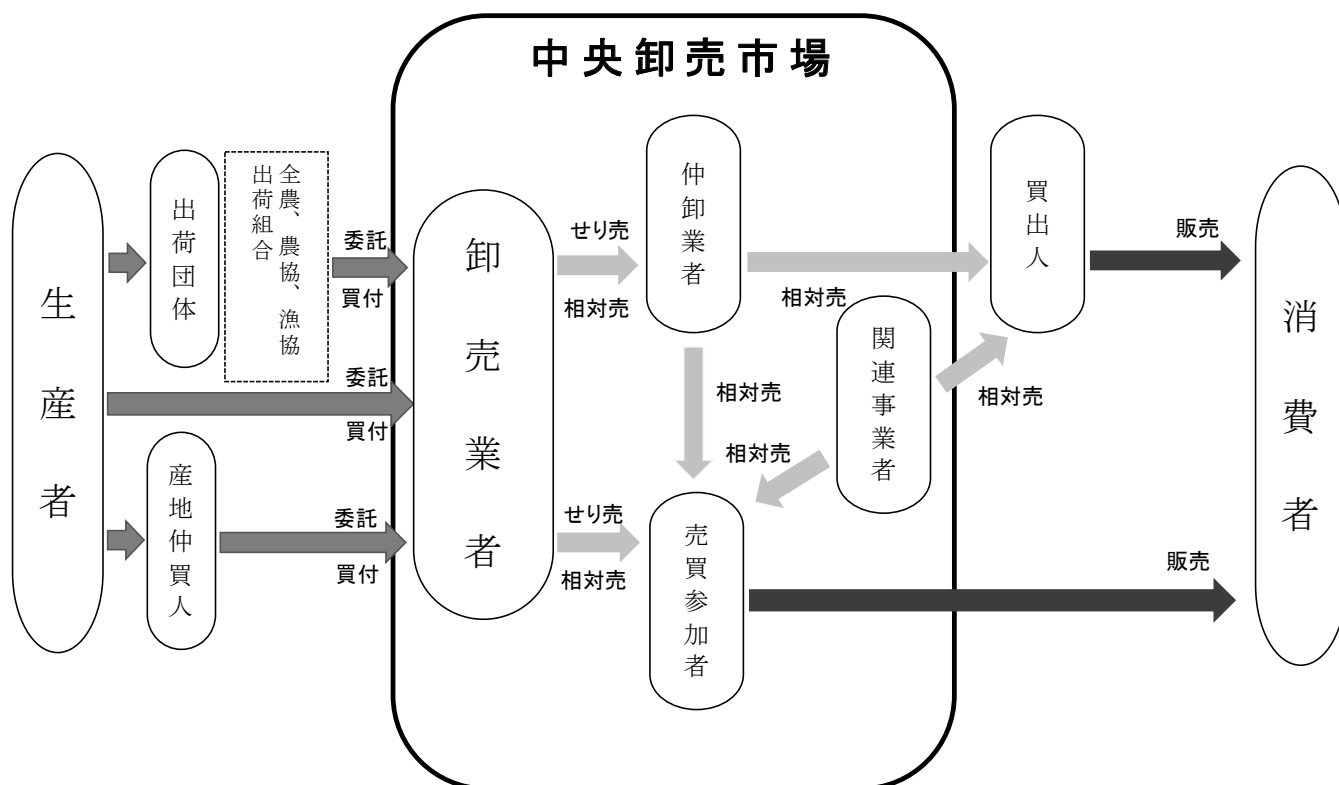 中央卸売市場
生産者
出荷団体
全農、農協、漁協
出荷組合
産地仲買人
委託
買付
委託
買付
委託
買付
卸売業者
せり売
相対売
せり売
相対売
仲卸業者
相対売
相対売
関連事業者
相対売
相対売
売買参加者
買出人
販売
販売
消費者